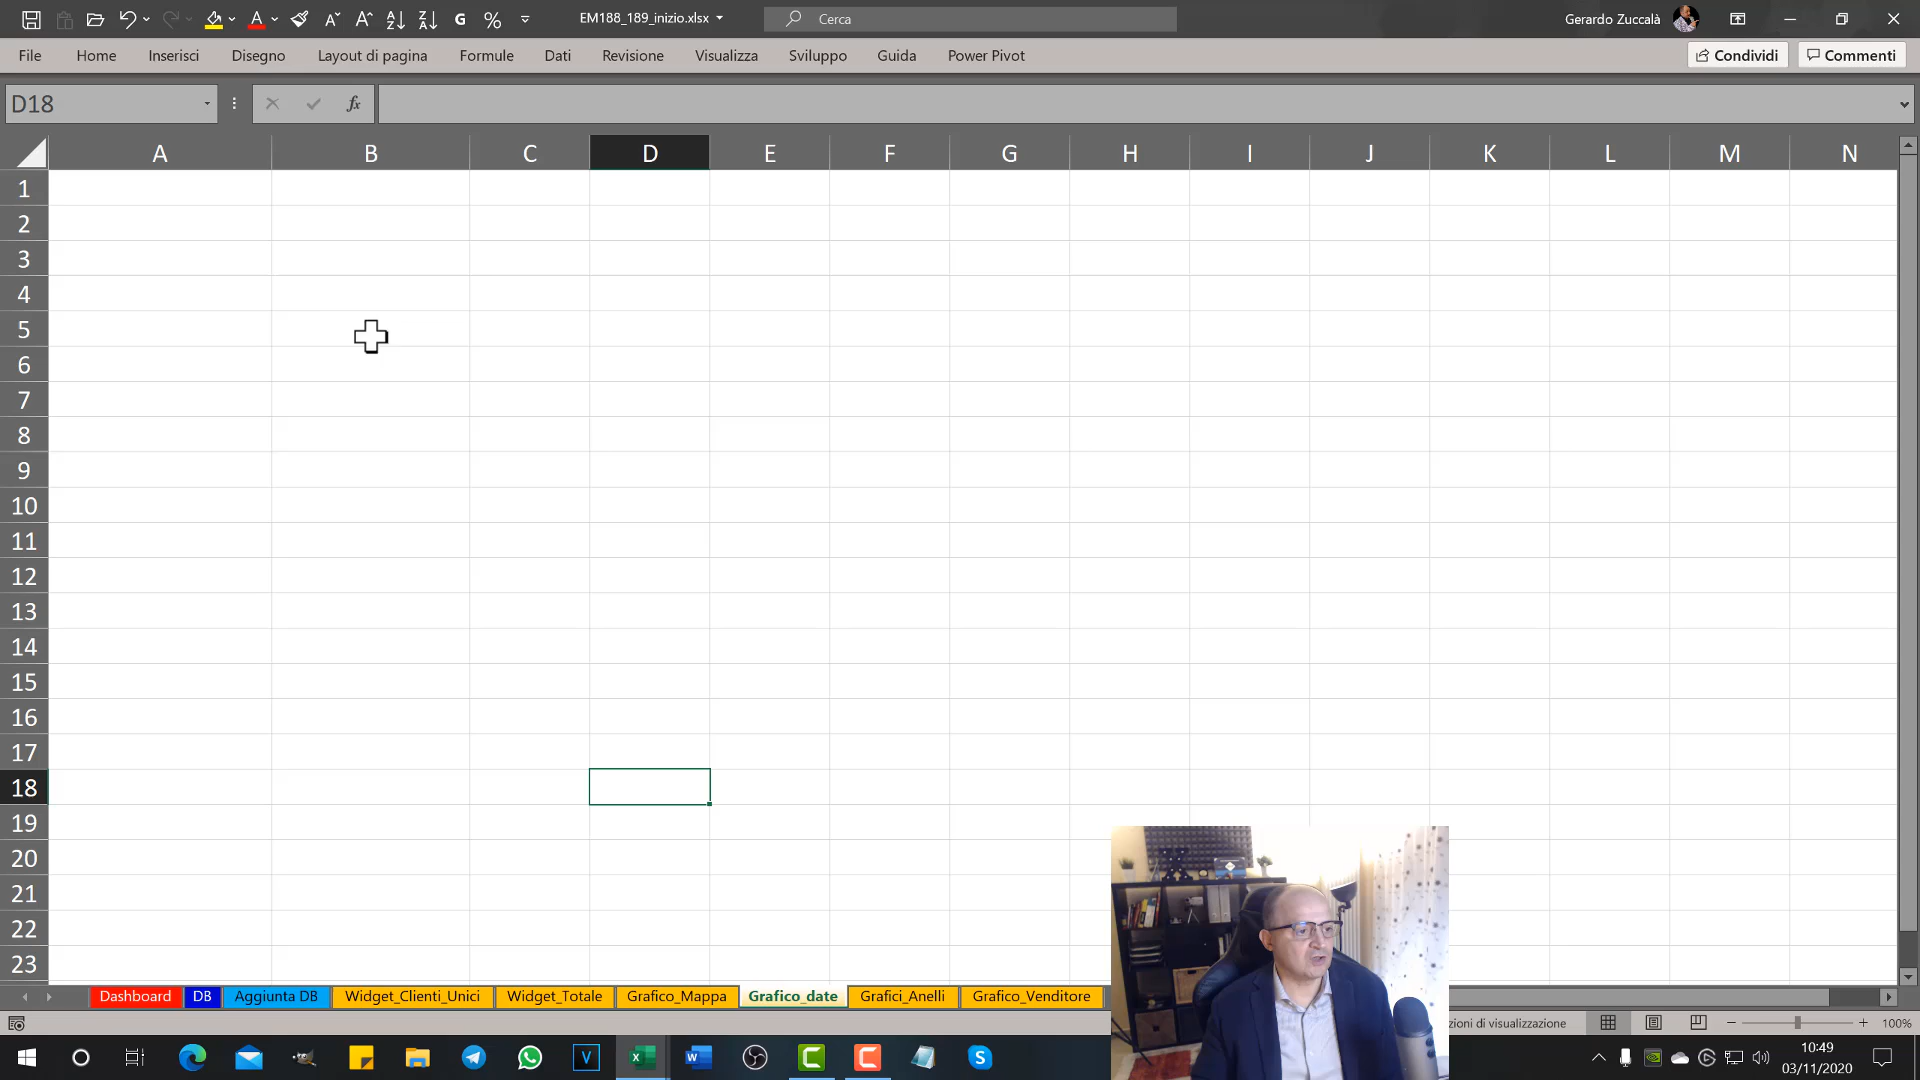 EM188_189_inizio.xlsx
Cerca
Gerardo Zuccalà
File Home Inserisci Disegno Layout di pagina Formule Dati Revisione Visualizza Sviluppo Guida Power Pivot
Condividi Commenti
D18
fx
A B C D E F G H I J K L M N
1
2
3
4
5
6
7
8
9
10
11
12
13
14
15
16
17
18
19
20
21
22
23
Dashboard DB Aggiunta DB Widget_Clienti_Unici Widget_Totale Grafico_Mappa Grafico_date Grafici_Anelli Grafico_Venditore
zioni di visualizzazione
100%
10:49
03/11/2020